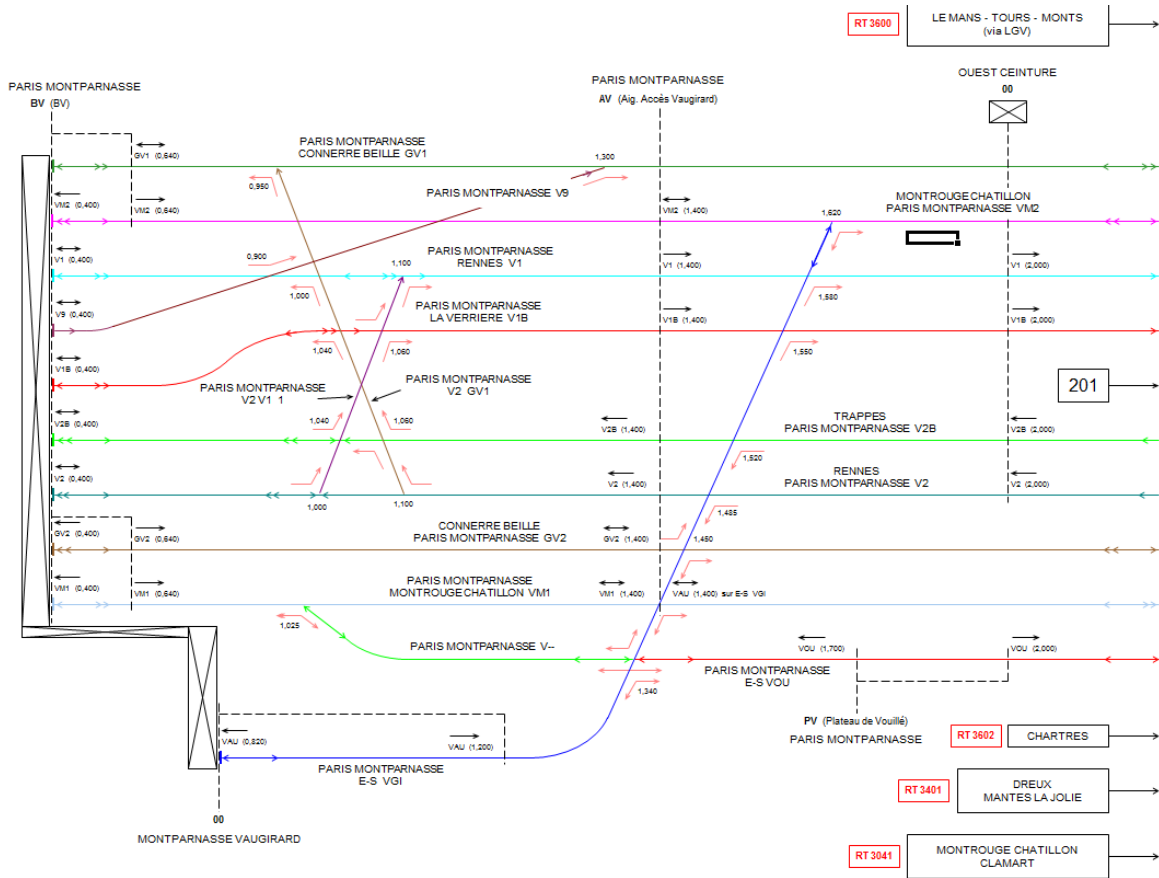 RT 3600
LE MANS - TOURS - MONTS
(via LGV)
PARIS MONTPARNASSE
BV (BV)
PARIS MONTPARNASSE
AV (Aig. Accès Vaugirard)
OUEST CEINTURE
00
GV1 (0,640)
PARIS MONTPARNASSE
CONNERRE BEILLE GV1
1,300
0,950
PARIS MONTPARNASSE V9
VM2 (0,400)
VM2 (0,640)
VM2 (1,400)
MONTROUGE CHATILLON
PARIS MONTPARNASSE VM2
1,620
V1 (0,400)
0,900
1,100
PARIS MONTPARNASSE
RENNES V1
V1 (1,400)
V1 (2,000)
1,000
1,580
V9 (0,400)
PARIS MONTPARNASSE
LA VERRIERE V1B
V1B (1,400)
V1B (2,000)
1,040
1,060
1,550
V1B (0,400)
PARIS MONTPARNASSE
V2 V1 1
PARIS MONTPARNASSE
V2 GV1
201
V2B (0,400)
1,040
1,060
V2B (1,400)
TRAPPES
PARIS MONTPARNASSE V2B
V2B (2,000)
1,520
V2 (0,400)
V2 (1,400)
RENNES
PARIS MONTPARNASSE V2
V2 (2,000)
1,000
1,100
1,485
GV2 (0,400)
GV2 (0,640)
CONNERRE BEILLE
PARIS MONTPARNASSE GV2
GV2 (1,400)
1,450
VM1 (0,400)
VM1 (0,640)
PARIS MONTPARNASSE
MONTROUGE CHATILLON VM1
VM1 (1,400)
VAU (1,400) sur E-S VGI
1,025
PARIS MONTPARNASSE V--
VOU (1,700)
VOU (2,000)
PARIS MONTPARNASSE
E-S VOU
1,340
PV (Plateau de Vouillé)
PARIS MONTPARNASSE
RT 3602
CHARTRES
VAU (0,820)
VAU (1,200)
PARIS MONTPARNASSE
E-S VGI
RT 3401
DREUX
MANTES LA JOLIE
00
MONTPARNASSE VAUGIRARD
RT 3041
MONTROUGE CHATILLON
CLAMART